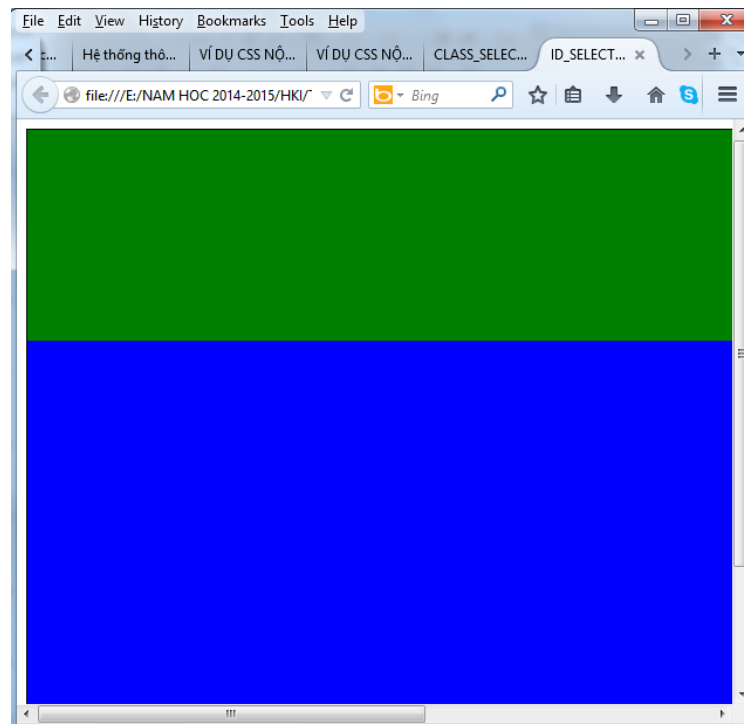 File Edit View History Bookmarks Tools Help
Hệ thống thô... VÍ DỤ CSS NỘ... VÍ DỤ CSS NỘ... CLASS_SELEC... ID_SELECT...
file:///E:/NAM HOC 2014-2015/HKI/ Bing